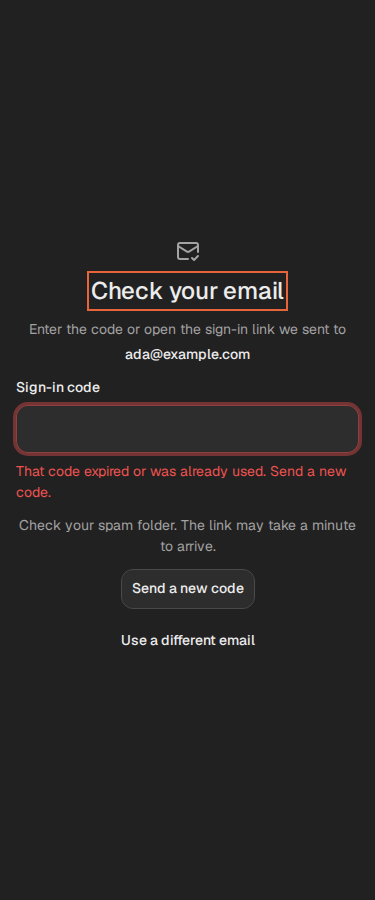 Check your email
Enter the code or open the sign-in link we sent to
ada@example.com
Sign-in code
That code expired or was already used. Send a new
code.
Check your spam folder. The link may take a minute
to arrive.
Send a new code
Use a different email